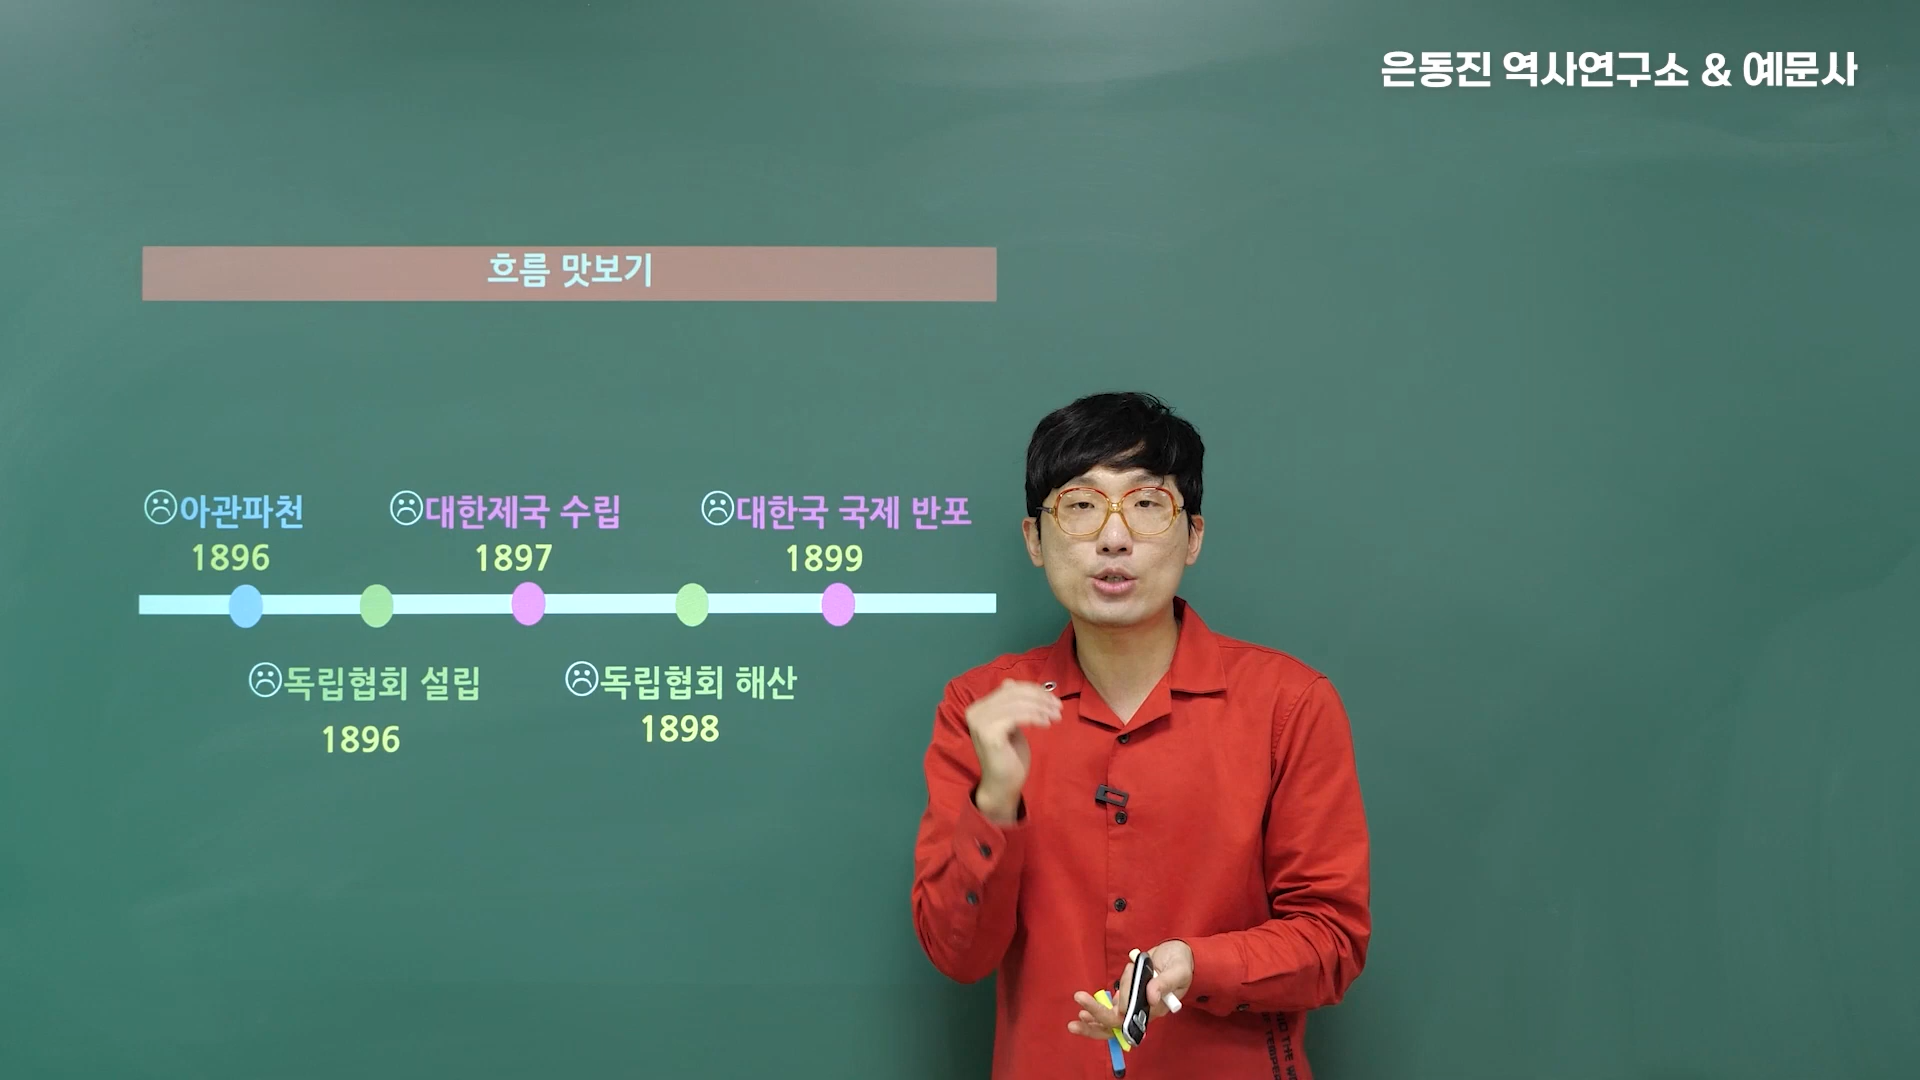 은동진 역사연구소 & 예문사
흐름 맛보기
아관파천
1896
대한제국 수립
1897
대한국 국제 반포
1899
독립협회 설립
1896
독립협회 해산
1898